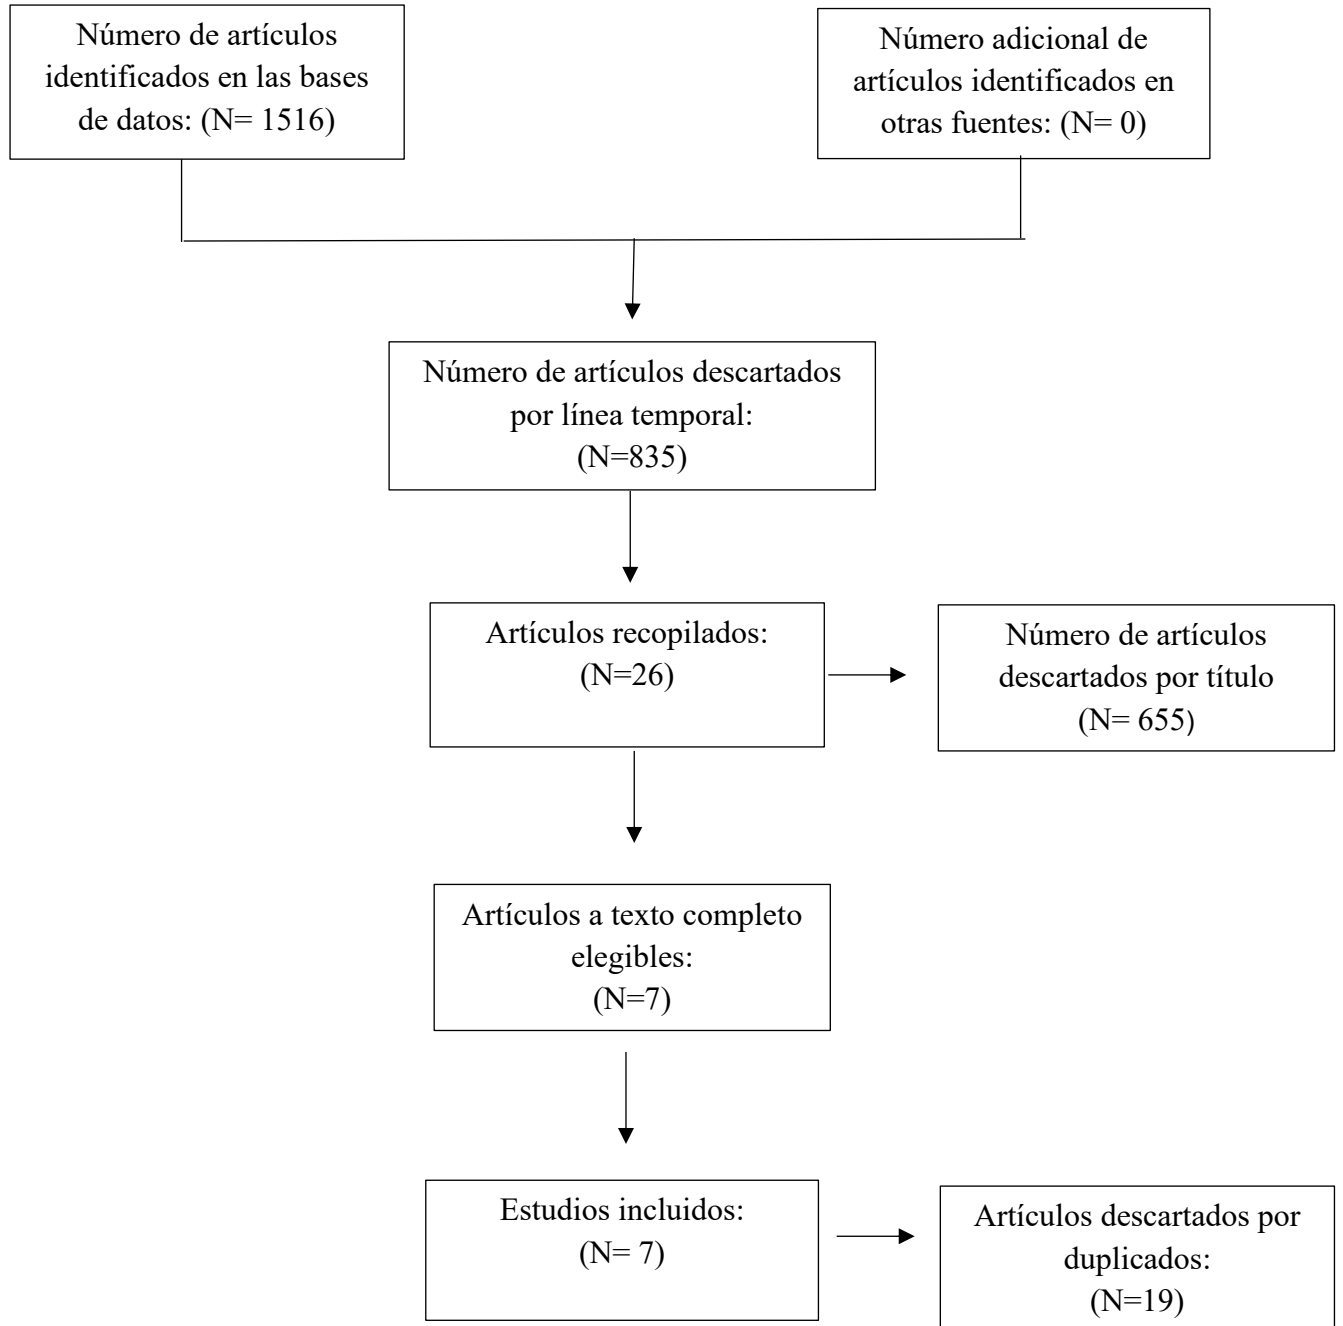 Número de artículos
identificados en las bases
de datos: (N= 1516)
Número adicional de
artículos identificados en
otras fuentes: (N= 0)
Número de artículos descartados
por línea temporal:
(N=835)
Artículos recopilados:
(N=26)
Número de artículos
descartados por título
(N= 655)
Artículos a texto completo
elegibles:
(N=7)
Estudios incluidos:
(N= 7)
Artículos descartados por
duplicados:
(N=19)